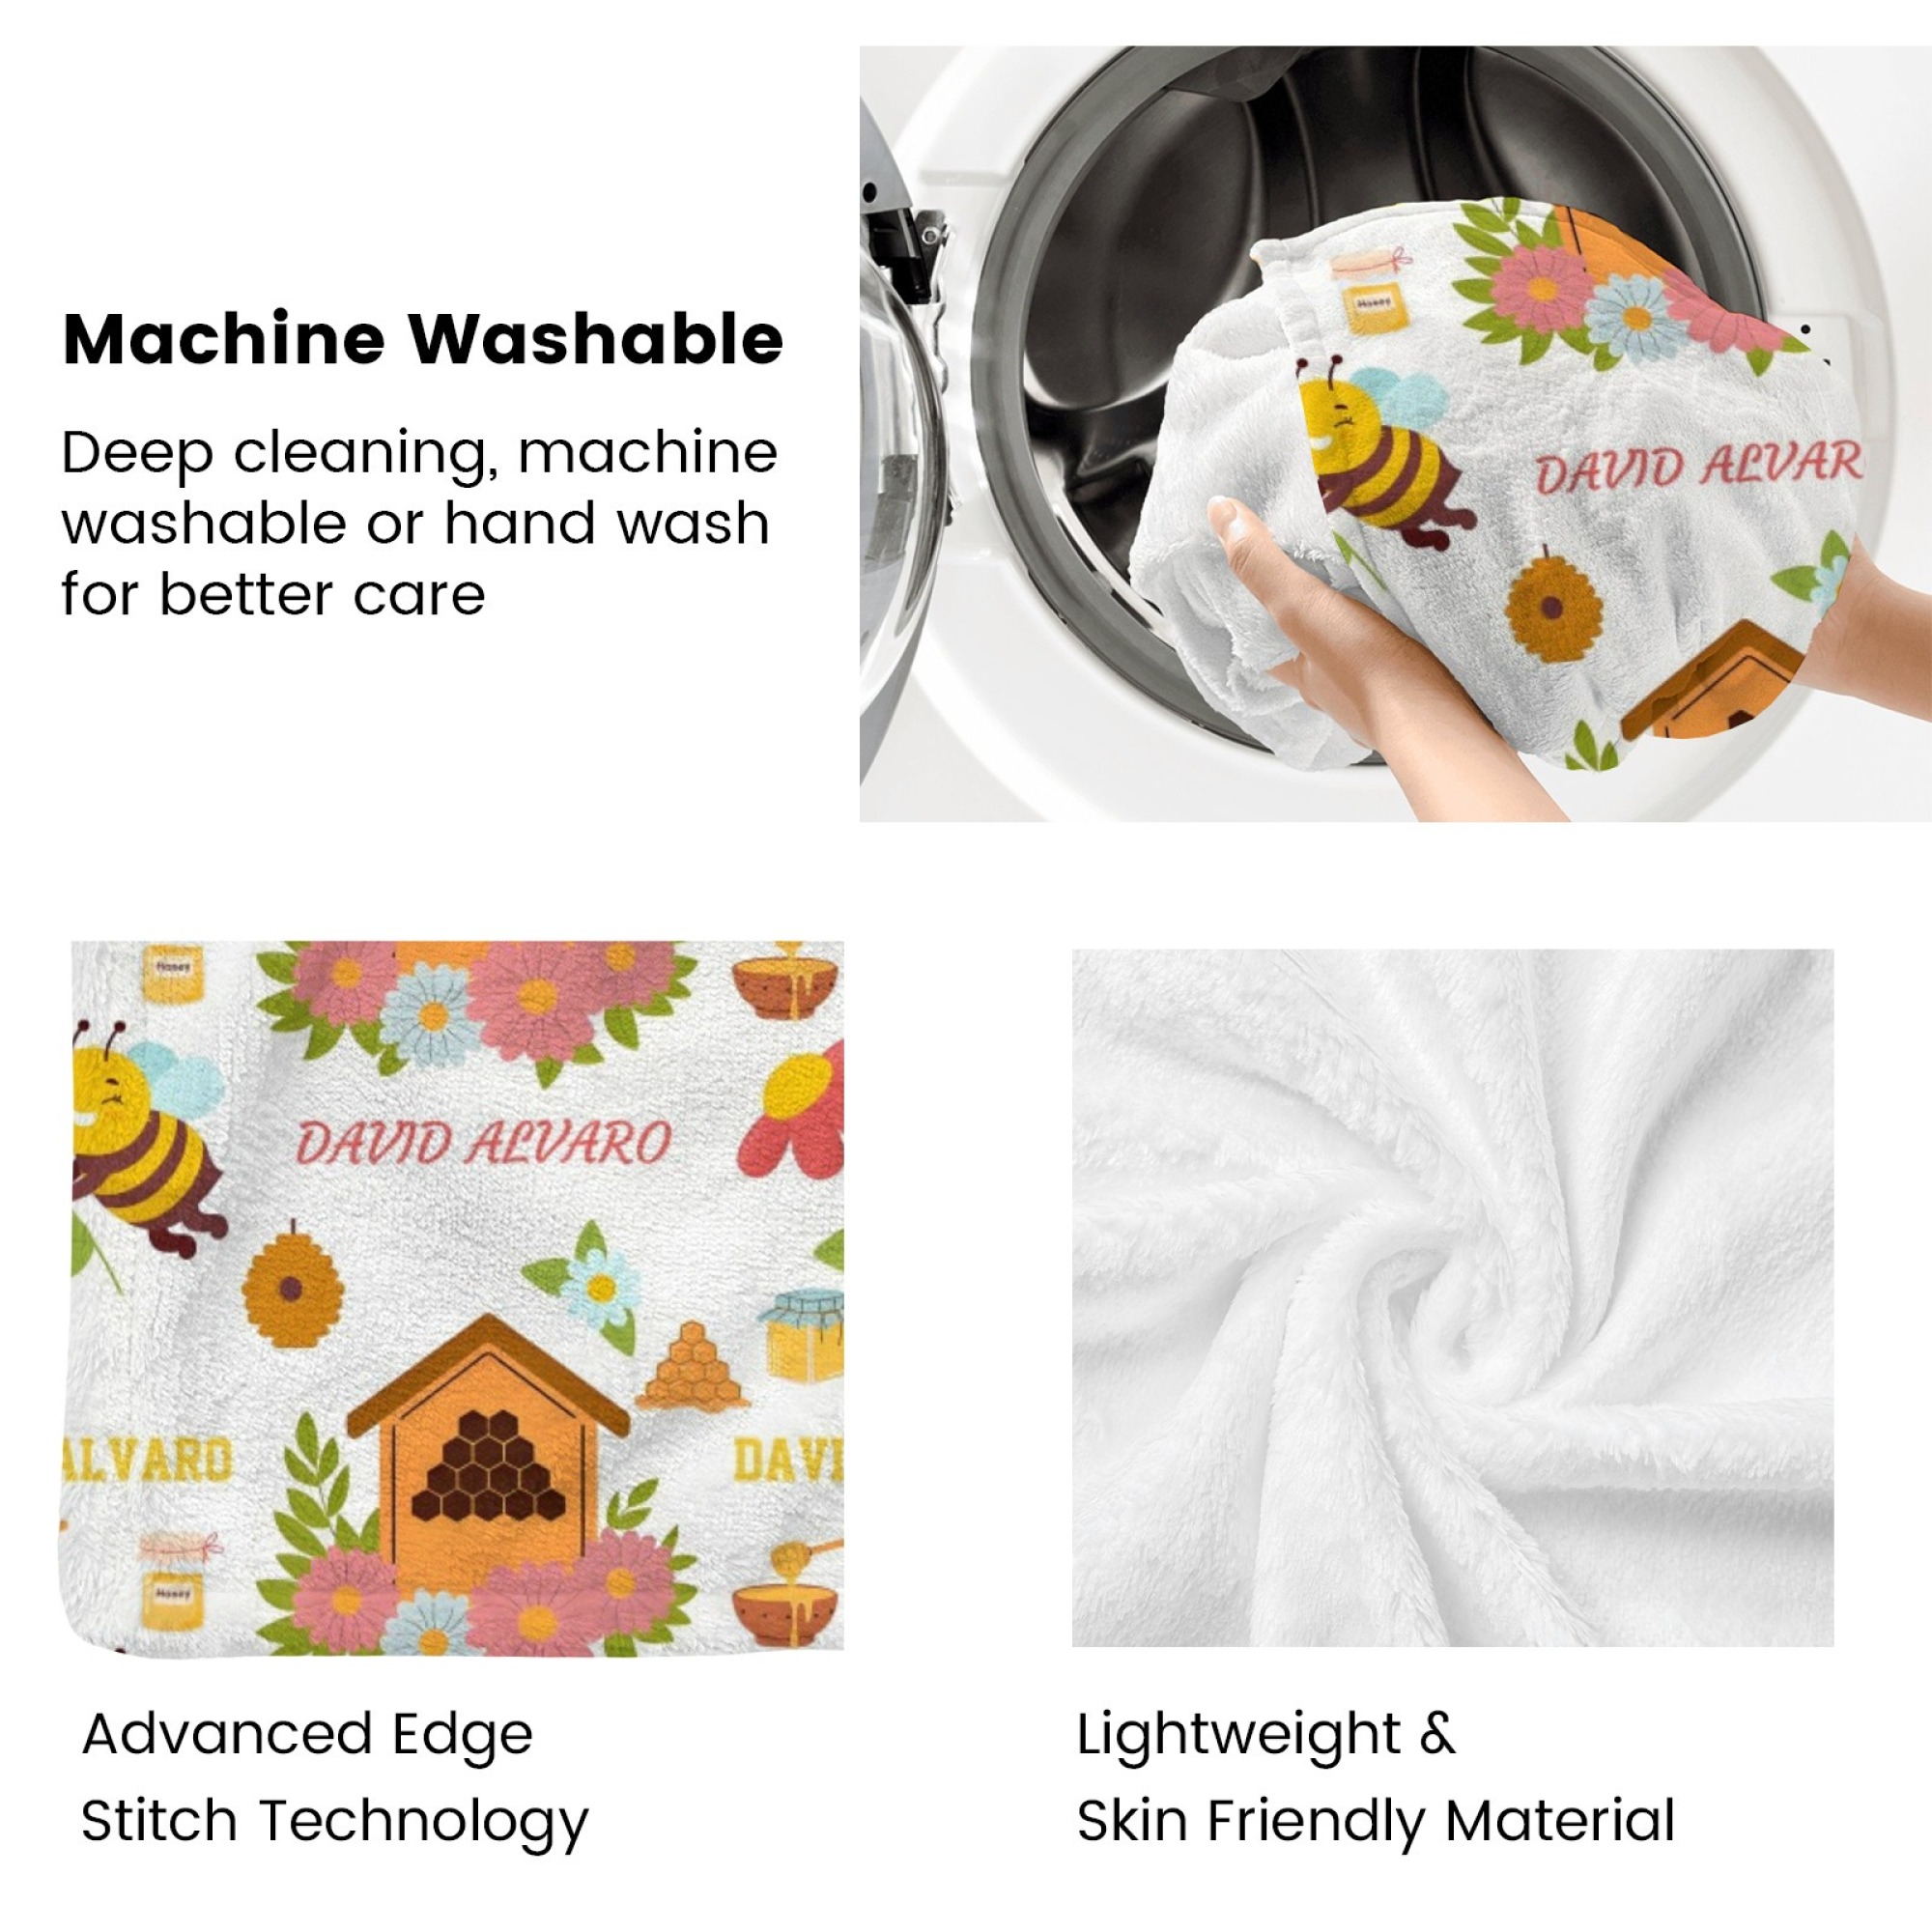 Machine Washable
Deep cleaning, machine
washable or hand wash
for better care
Honey
DAVID ALVAR
Honey
DAVID ALVARO
ALVARO
DAVI
Honey
Advanced Edge
Stitch Technology
Lightweight &
Skin Friendly Material